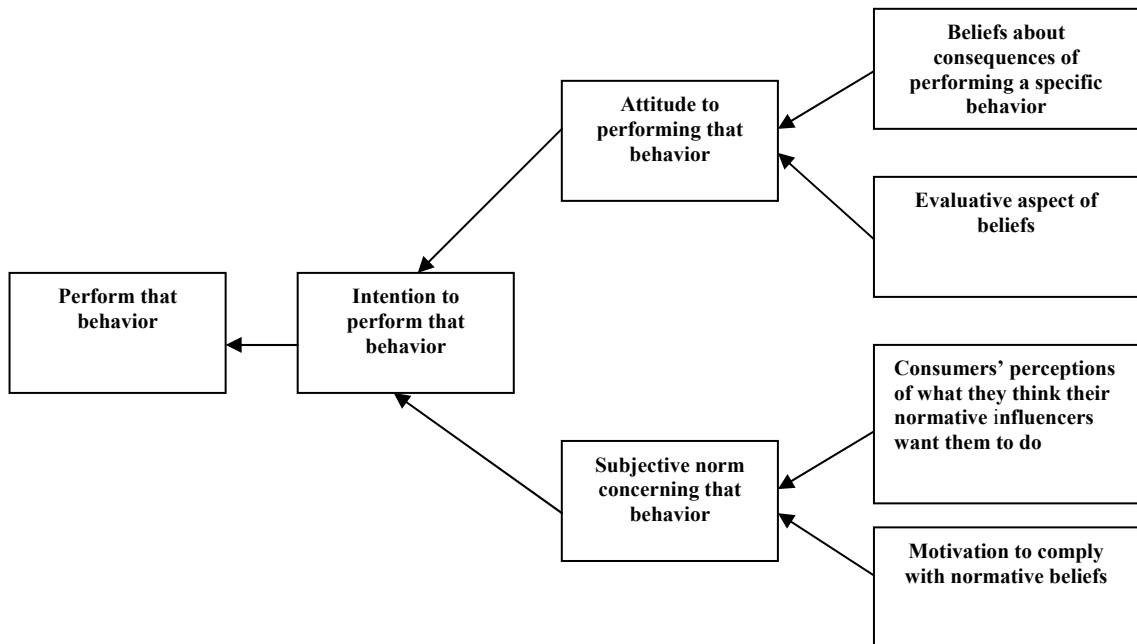 Beliefs about
consequences of
performing a specific
behavior
Attitude to
performing that
behavior
Evaluative aspect of
beliefs
Perform that
behavior
Intention to
perform that
behavior
Consumers’ perceptions
of what they think their
normative influencers
want them to do
Subjective norm
concerning that
behavior
Motivation to comply
with normative beliefs